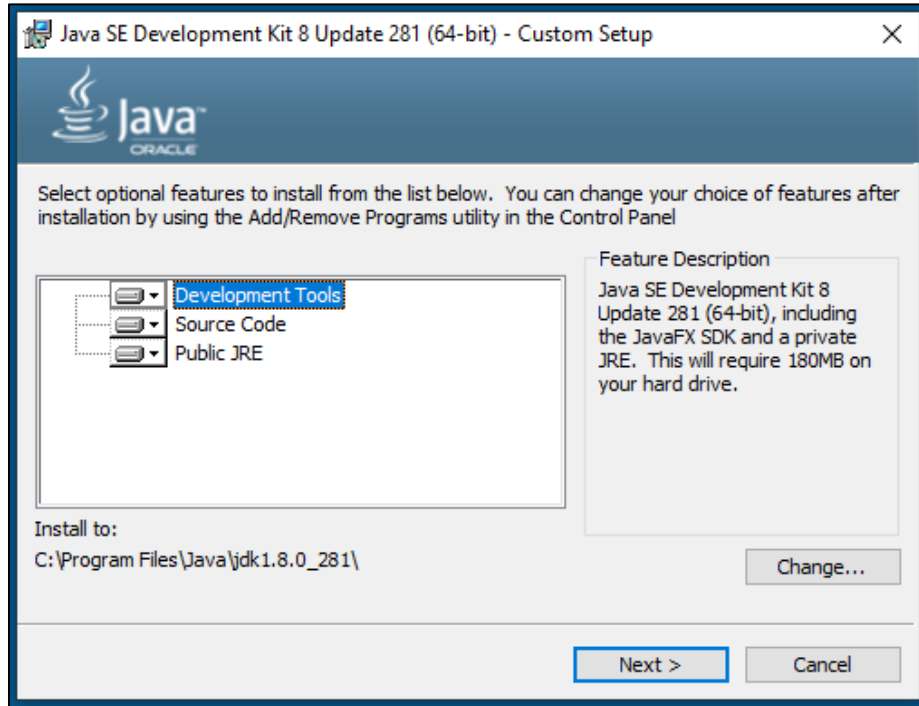 Java SE Development Kit 8 Update 281 (64-bit) - Custom Setup
Java™
ORACLE
Select optional features to install from the list below.  You can change your choice of features after
installation by using the Add/Remove Programs utility in the Control Panel
Development Tools
Source Code
Public JRE
Feature Description
Java SE Development Kit 8
Update 281 (64-bit), including
the JavaFX SDK and a private
JRE.  This will require 180MB on
your hard drive.
Install to:
C:\Program Files\Java\jdk1.8.0_281\
Change...
Next >
Cancel